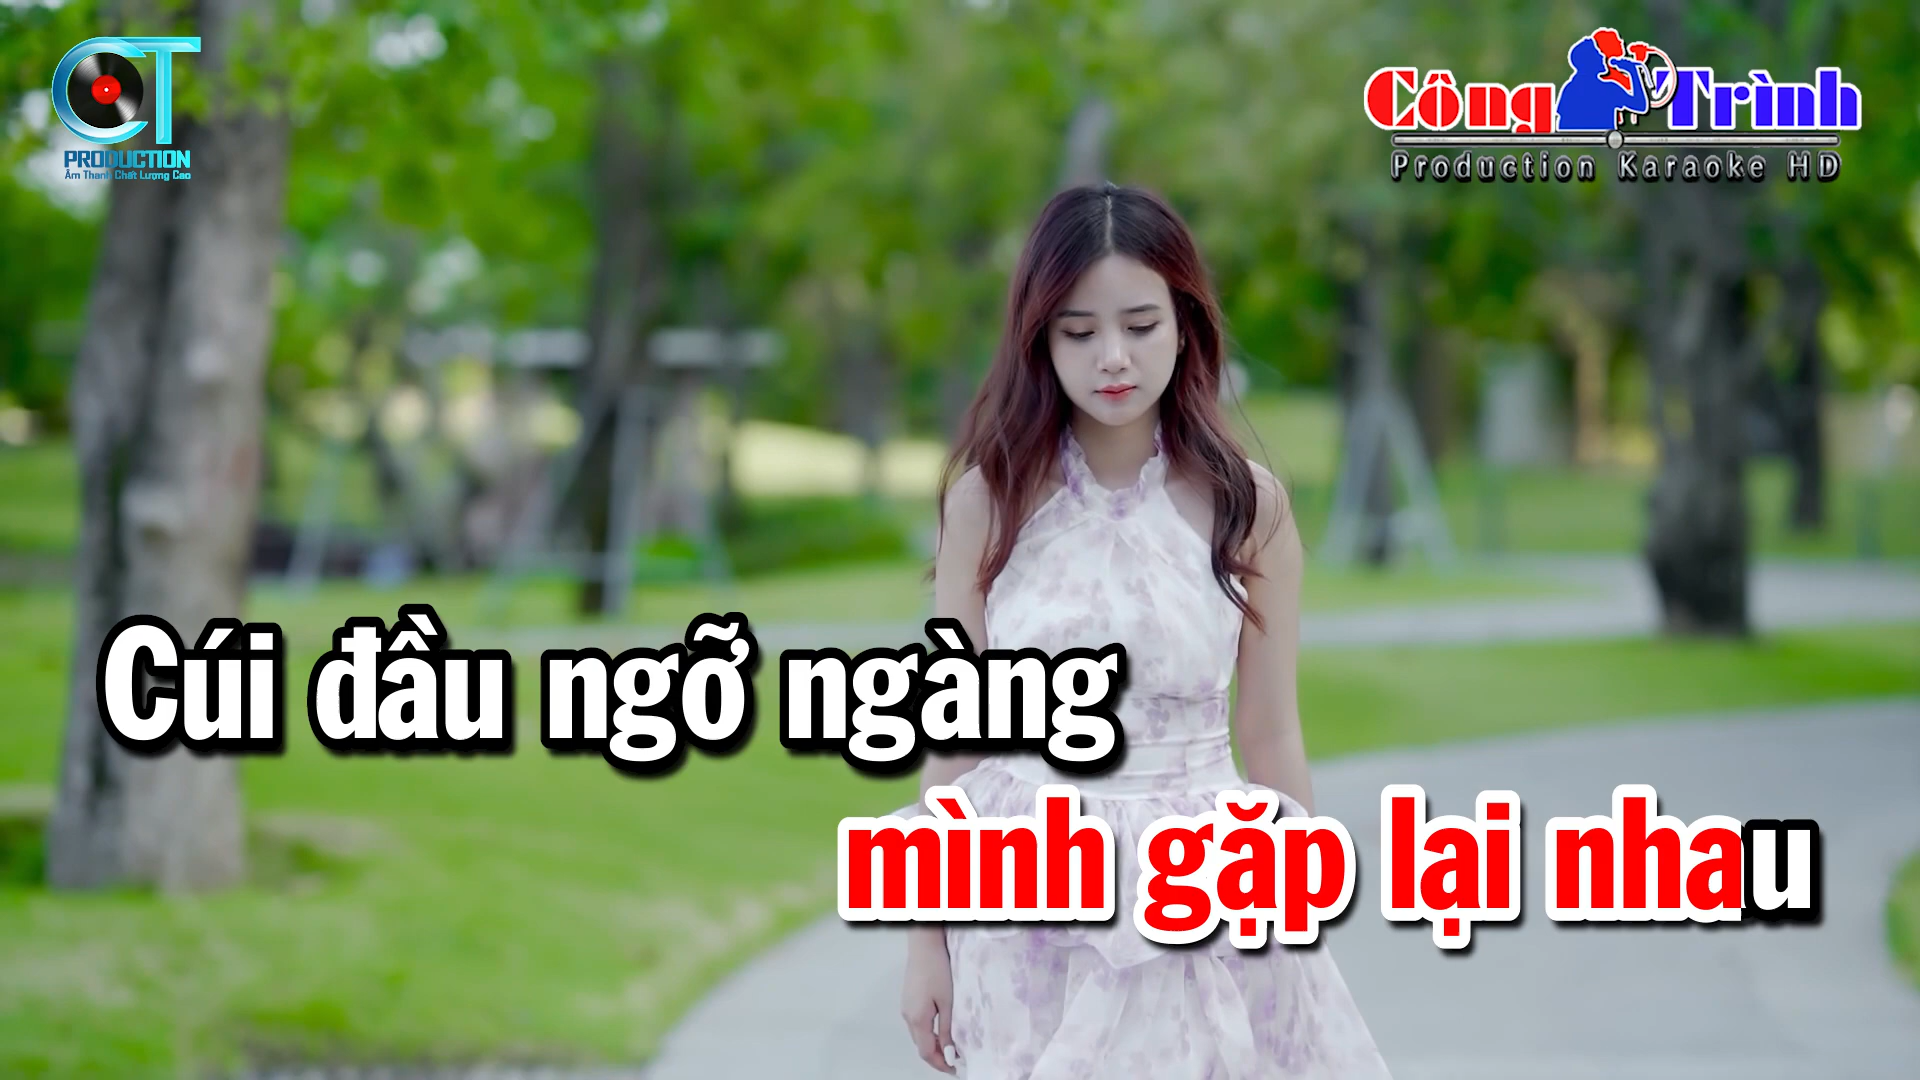 CT
PRODUCTION
Âm Thanh Chất Lượng Cao
Công Trình
Production Karaoke HD
Cúi đầu ngỡ ngàng
mình gặp lại nhau